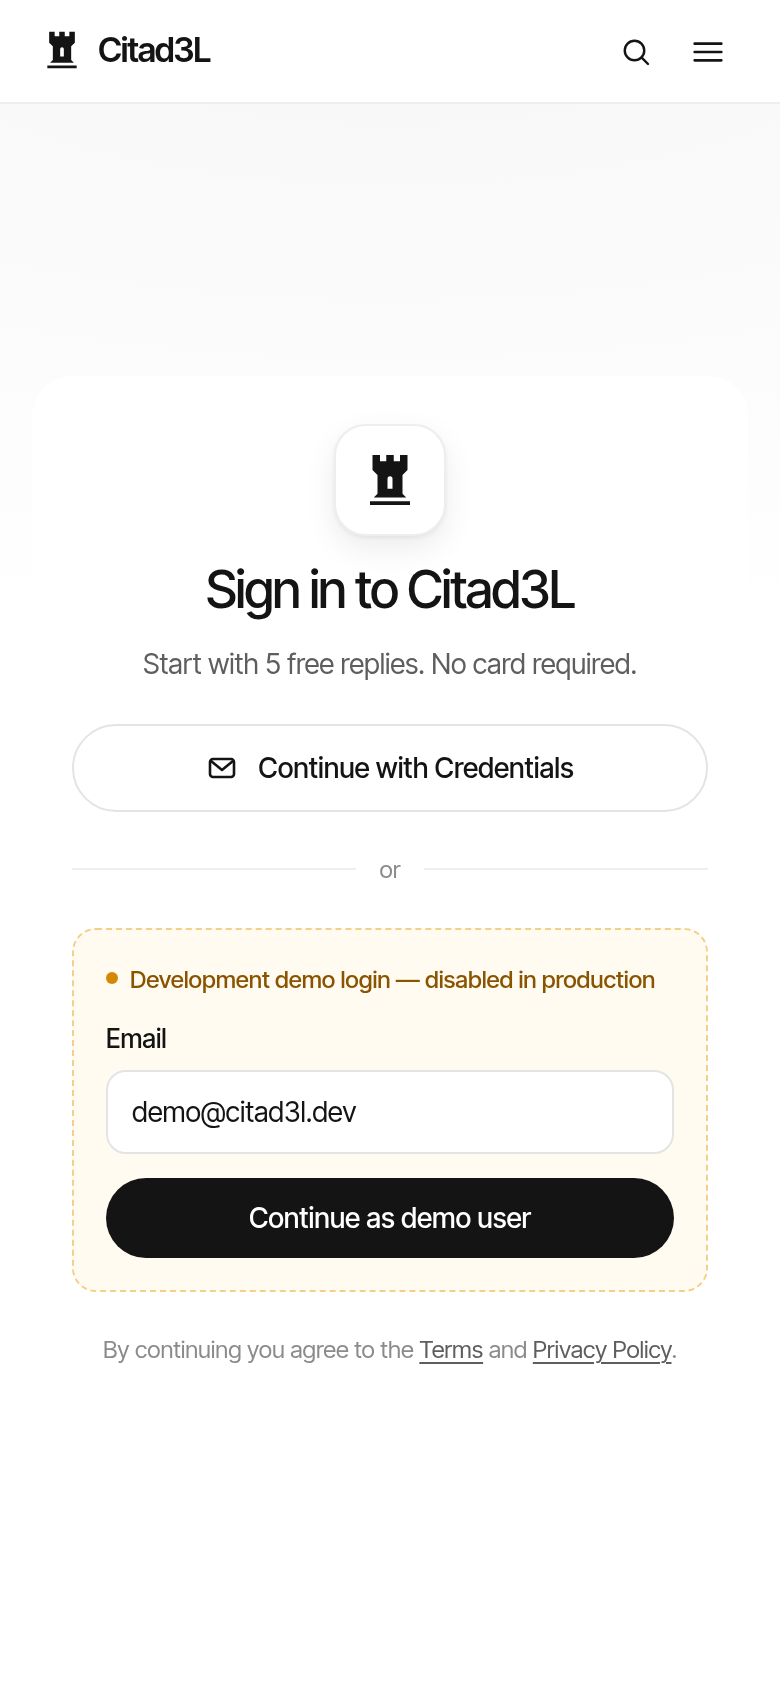 Citad3L
Sign in to Citad3L
Start with 5 free replies. No card required.
Continue with Credentials
or
Development demo login — disabled in production
Email
demo@citad3l.dev
Continue as demo user
By continuing you agree to the Terms and Privacy Policy.